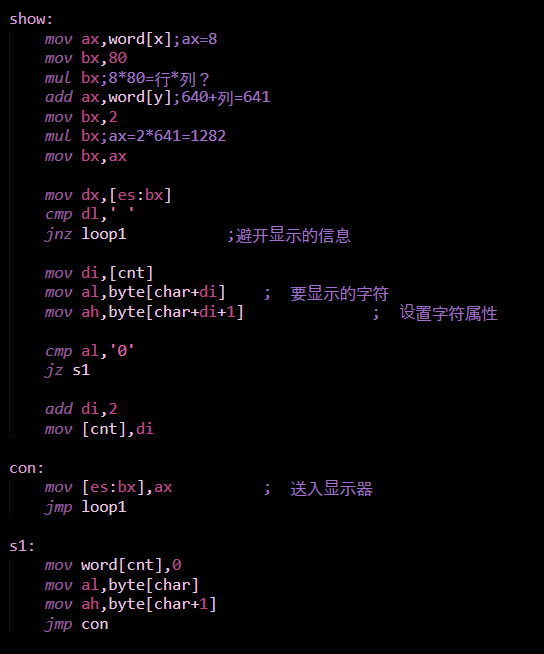 show:
mov ax,word[x];ax=8
mov bx,80
mul bx;8*80=行*列？
add ax,word[y];640+列=641
mov bx,2
mul bx;ax=2*641=1282
mov bx,ax
mov dx,[es:bx]
cmp dl,' '
jnz loop1 ;避开显示的信息
mov di,[cnt]
mov al,byte[char+di] ; 要显示的字符
mov ah,byte[char+di+1] ; 设置字符属性
cmp al,'0'
jz s1
add di,2
mov [cnt],di
con:
mov [es:bx],ax ; 送入显示器
jmp loop1
s1:
mov word[cnt],0
mov al,byte[char]
mov ah,byte[char+1]
jmp con